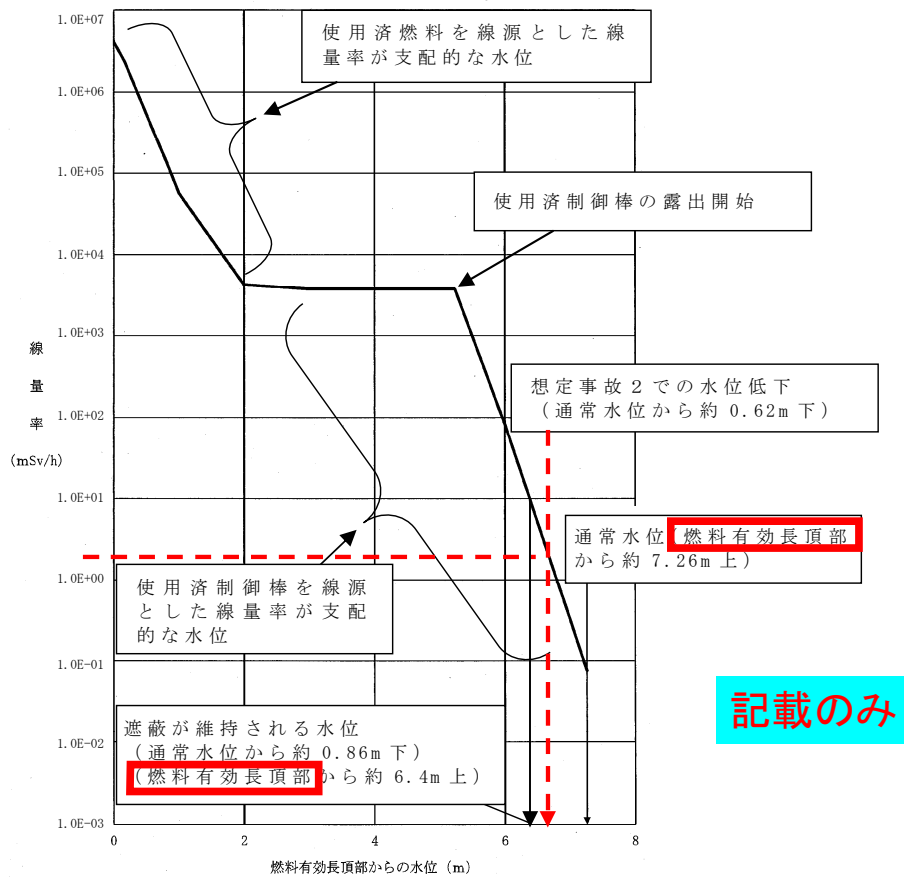 1.0E+07
使用済燃料を線源とした線
量率が支配的な水位
1.0E+06
1.0E+05
使用済制御棒の露出開始
1.0E+04
1.0E+03
線
量
率
(mSv/h)
想定事故2での水位低下
(通常水位から約 0.62m 下)
1.0E+02
1.0E+01
通常水位(燃料有効長頂部
から約 7.26m 上)
1.0E+00
使用済制御棒を線源
とした線量率が支配
的な水位
1.0E-01
記載のみ
遮蔽が維持される水位
(通常水位から約 0.86m 下)
(燃料有効長頂部から約 6.4m 上)
1.0E-02
1.0E-03
0 2 4 6 8
燃料有効長頂部からの水位 (m)